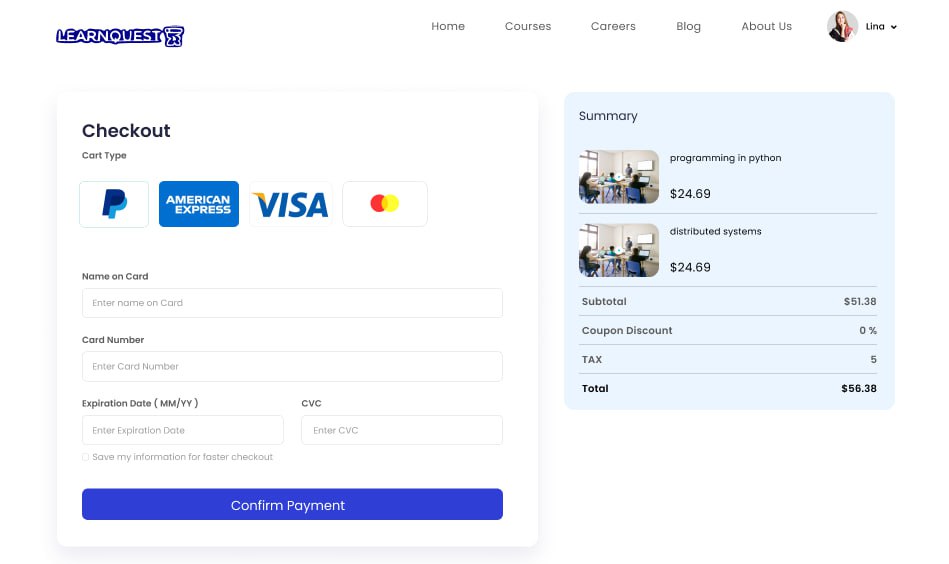 LEARNQUEST
Home Courses Careers Blog About Us Lina
Checkout
Cart Type
AMERICAN
EXPRESS
VISA
Name on Card
Enter name on Card
Card Number
Enter Card Number
Expiration Date ( MM/YY ) CVC
Enter Expiration Date Enter CVC
Save my information for faster checkout
Confirm Payment
Summary
programming in python
$24.69
distributed systems
$24.69
Subtotal $51.38
Coupon Discount 0 %
TAX 5
Total $56.38